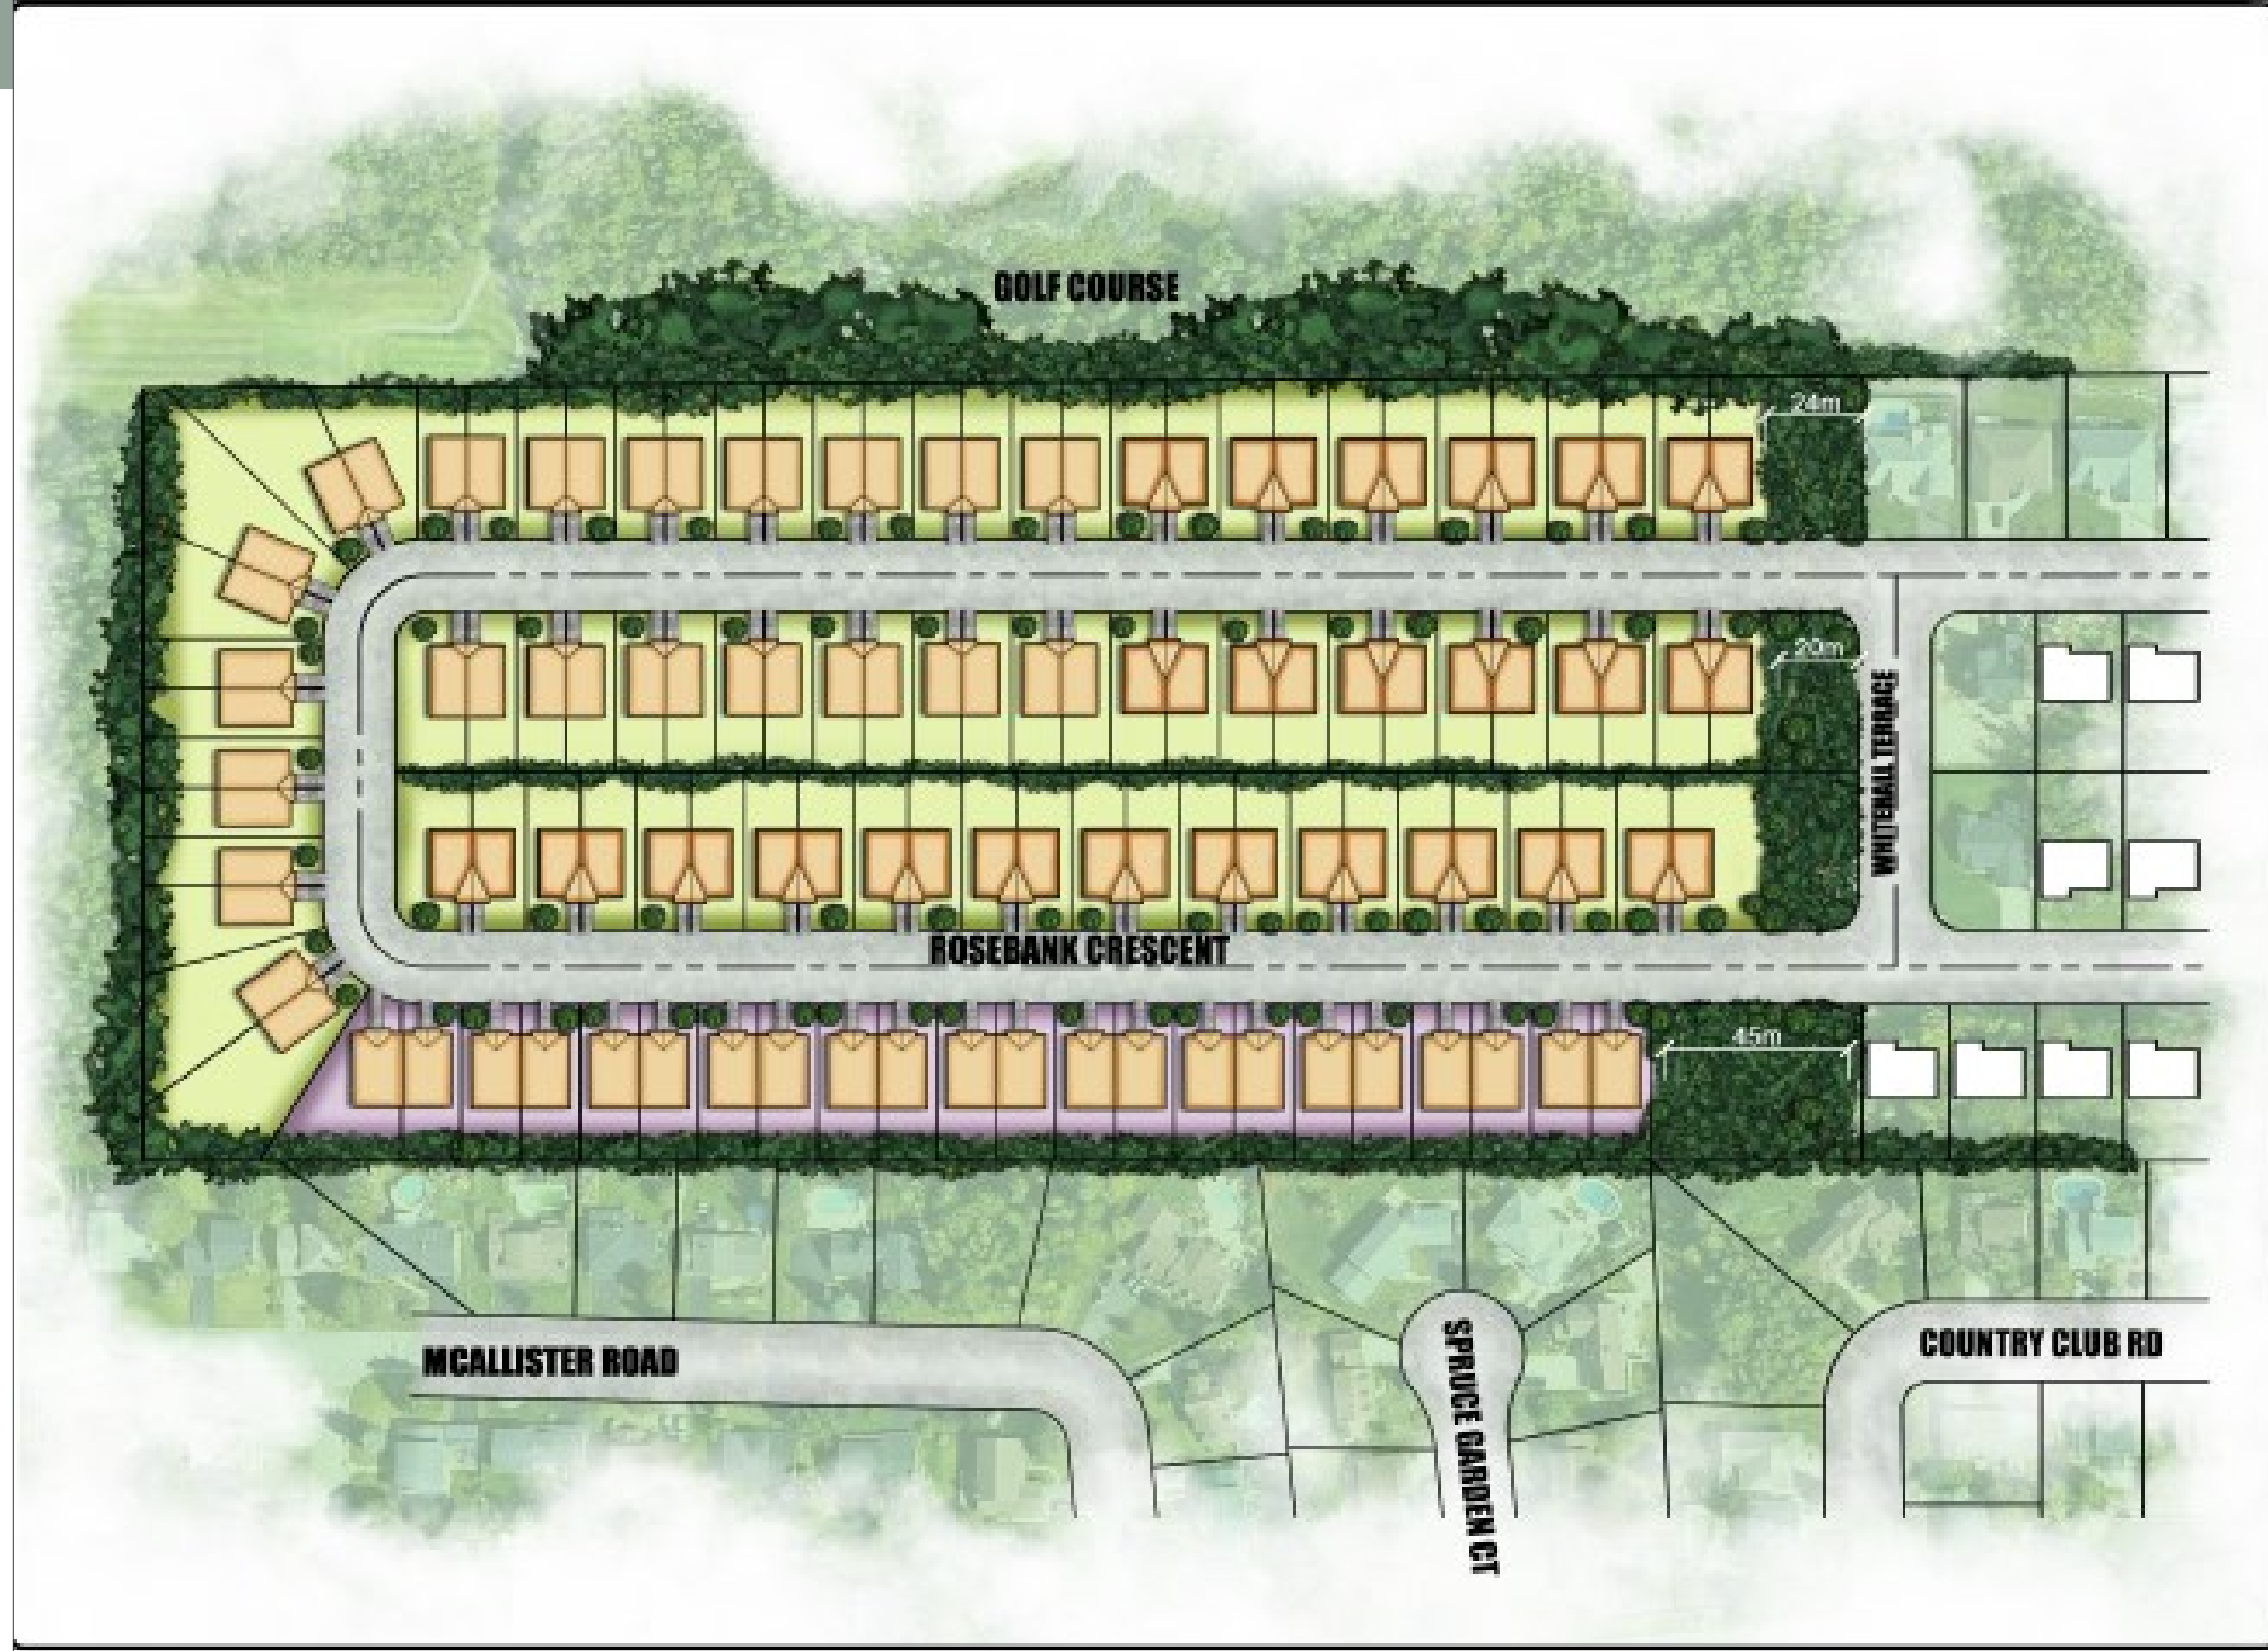 GOLF COURSE
24m
20m
WHITEHALL TERRACE
ROSEBANK CRESCENT
45m
MCALLISTER ROAD
SPRUCE GARDEN CT
COUNTRY CLUB RD